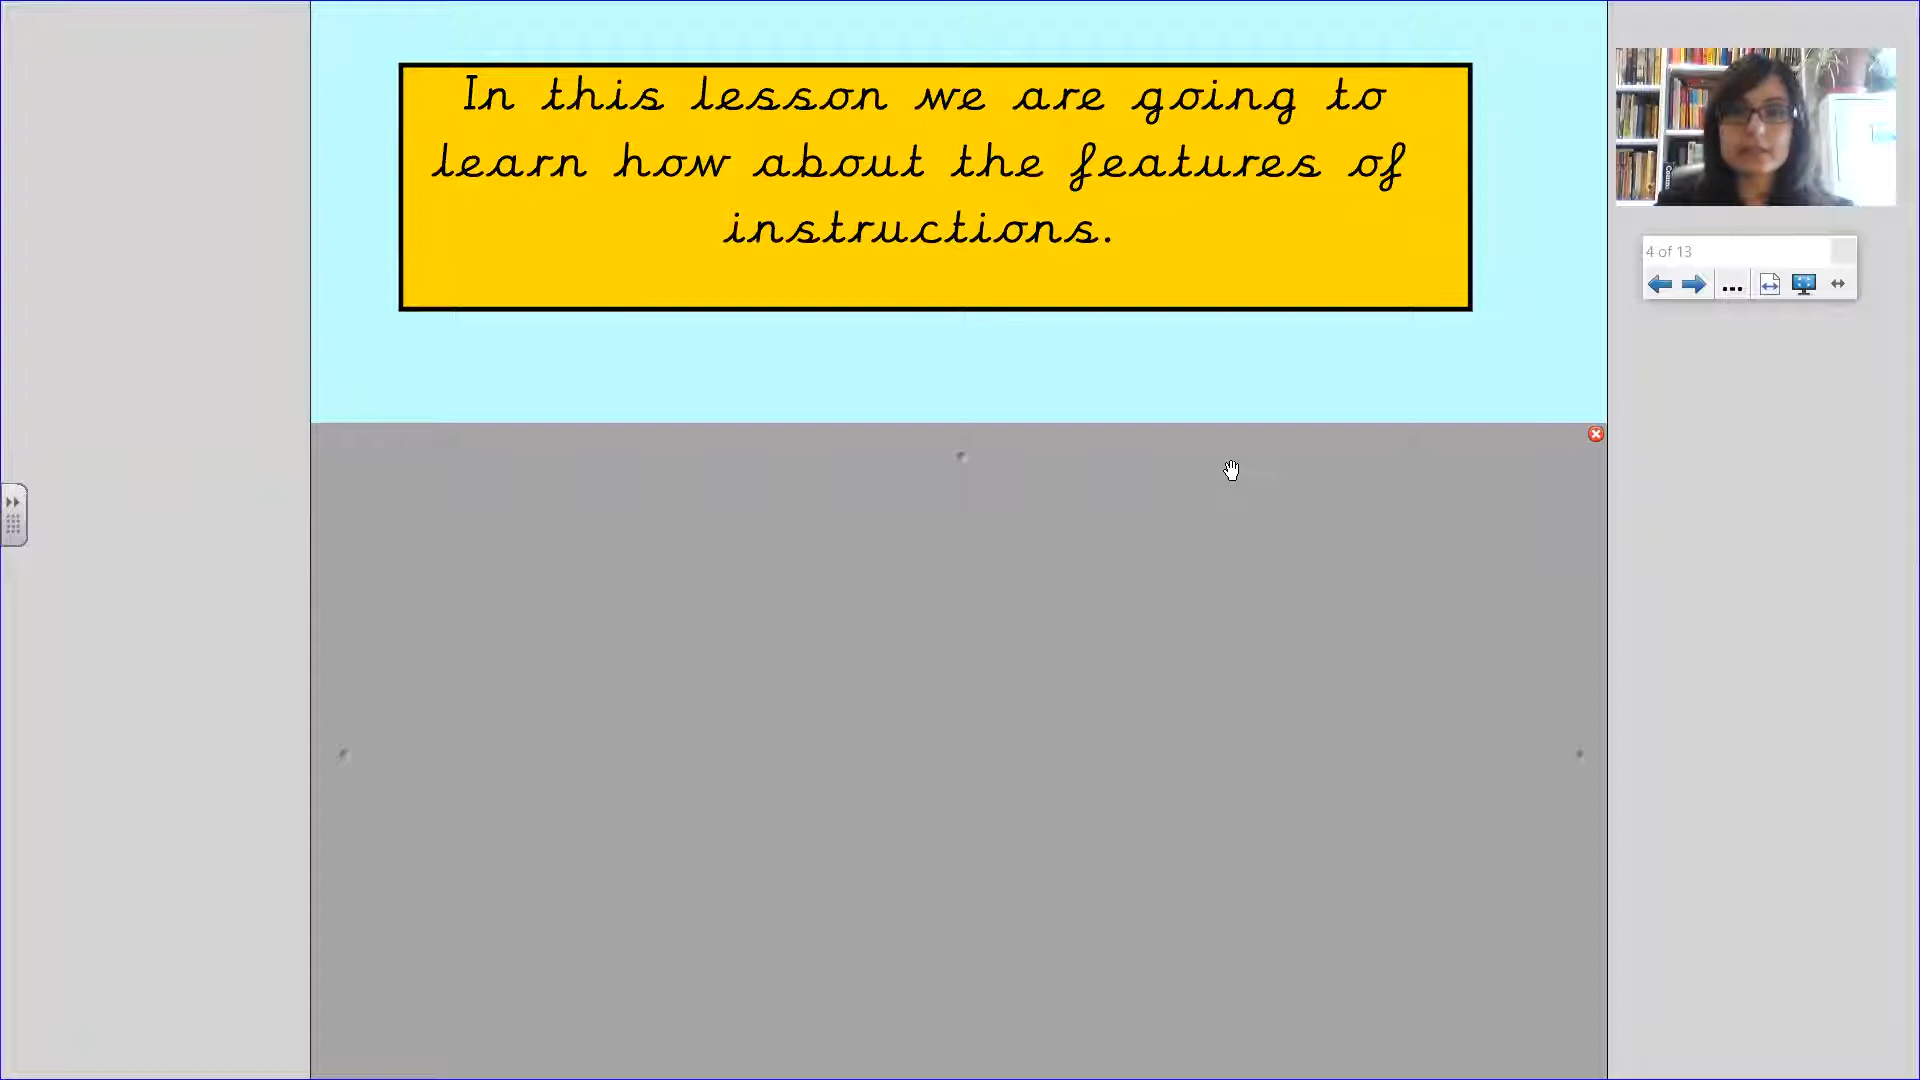 In this lesson we are going to
learn how about the features of
instructions.
4 of 13